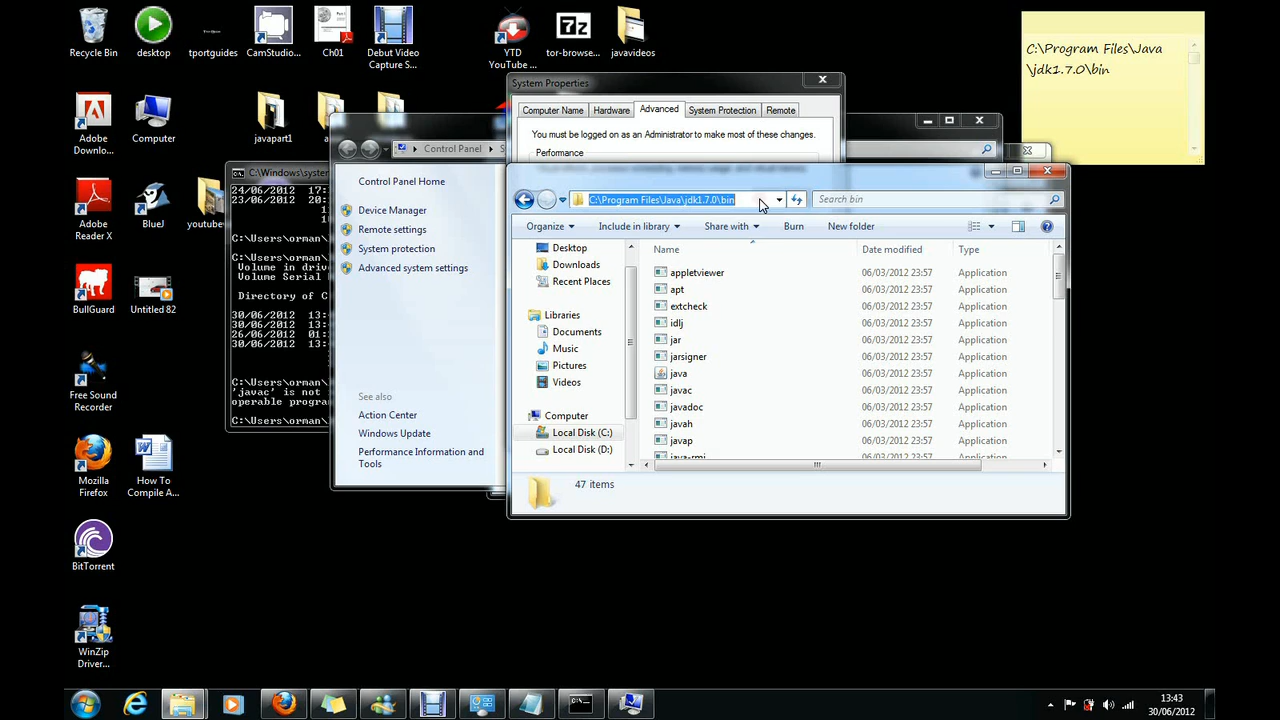 Recycle Bin
desktop
tportguides
CamStudio...
Ch01
Debut Video
Capture S...
YTD
YouTube ...
7z
tor-browse...
javavideos
C:\Program Files\Java
\jdk1.7.0\bin
Adobe
Downlo...
Computer
javapart1
Adobe
Reader X
BlueJ
youtube
BullGuard
Untitled 82
Free Sound
Recorder
Mozilla
Firefox
How To
Compile A...
BitTorrent
WinZip
Driver...
System Properties
Computer Name
Hardware
Advanced
System Protection
Remote
You must be logged on as an Administrator to make most of these changes.
Performance
Control Panel
Control Panel Home
Device Manager
Remote settings
System protection
Advanced system settings
See also
Action Center
Windows Update
Performance Information and
Tools
C:\Windows\system
24/06/2012 17:
23/06/2012 20:
C:\Users\orman
C:\Users\orman
Volume in driv
Volume Serial
Directory of C
30/06/2012 13:
30/06/2012 13:
26/06/2012 01:
30/06/2012 13:
C:\Users\orman
'javac' is not
operable progra
C:\Users\orman
C:\Program Files\Java\jdk1.7.0\bin
Search bin
Organize
Include in library
Share with
Burn
New folder
Desktop
Downloads
Recent Places
Libraries
Documents
Music
Pictures
Videos
Computer
Local Disk (C:)
Local Disk (D:)
Name
Date modified
Type
appletviewer 06/03/2012 23:57 Application
apt 06/03/2012 23:57 Application
extcheck 06/03/2012 23:57 Application
idlj 06/03/2012 23:57 Application
jar 06/03/2012 23:57 Application
jarsigner 06/03/2012 23:57 Application
java 06/03/2012 23:57 Application
javac 06/03/2012 23:57 Application
javadoc 06/03/2012 23:57 Application
javah 06/03/2012 23:57 Application
javap 06/03/2012 23:57 Application
java-rmi 06/03/2012 23:57 Application
47 items
13:43
30/06/2012